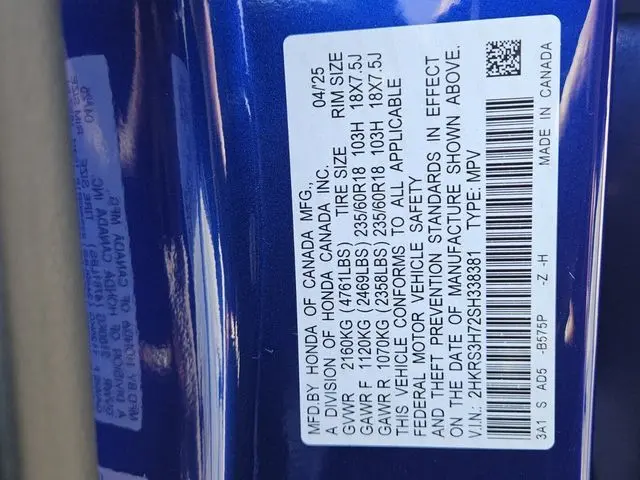 MFD.BY HONDA OF CANADA MFG.,
A DIVISION OF HONDA CANADA INC. 04/'25
GVWR 2160KG (4761LBS) TIRE SIZE RIM SIZE
GAWR F 1120KG (2469LBS) 235/60R18 103H 18X7.5J
GAWR R 1070KG (2358LBS) 235/60R18 103H 18X7.5J
THIS VEHICLE CONFORMS TO ALL APPLICABLE
FEDERAL MOTOR VEHICLE SAFETY
AND THEFT PREVENTION STANDARDS IN EFFECT
ON THE DATE OF MANUFACTURE SHOWN ABOVE.
V.I.N.: 2HKRS3H72SH338381 TYPE: MPV
3A1 S AD5 -B575P -Z -H MADE IN CANADA